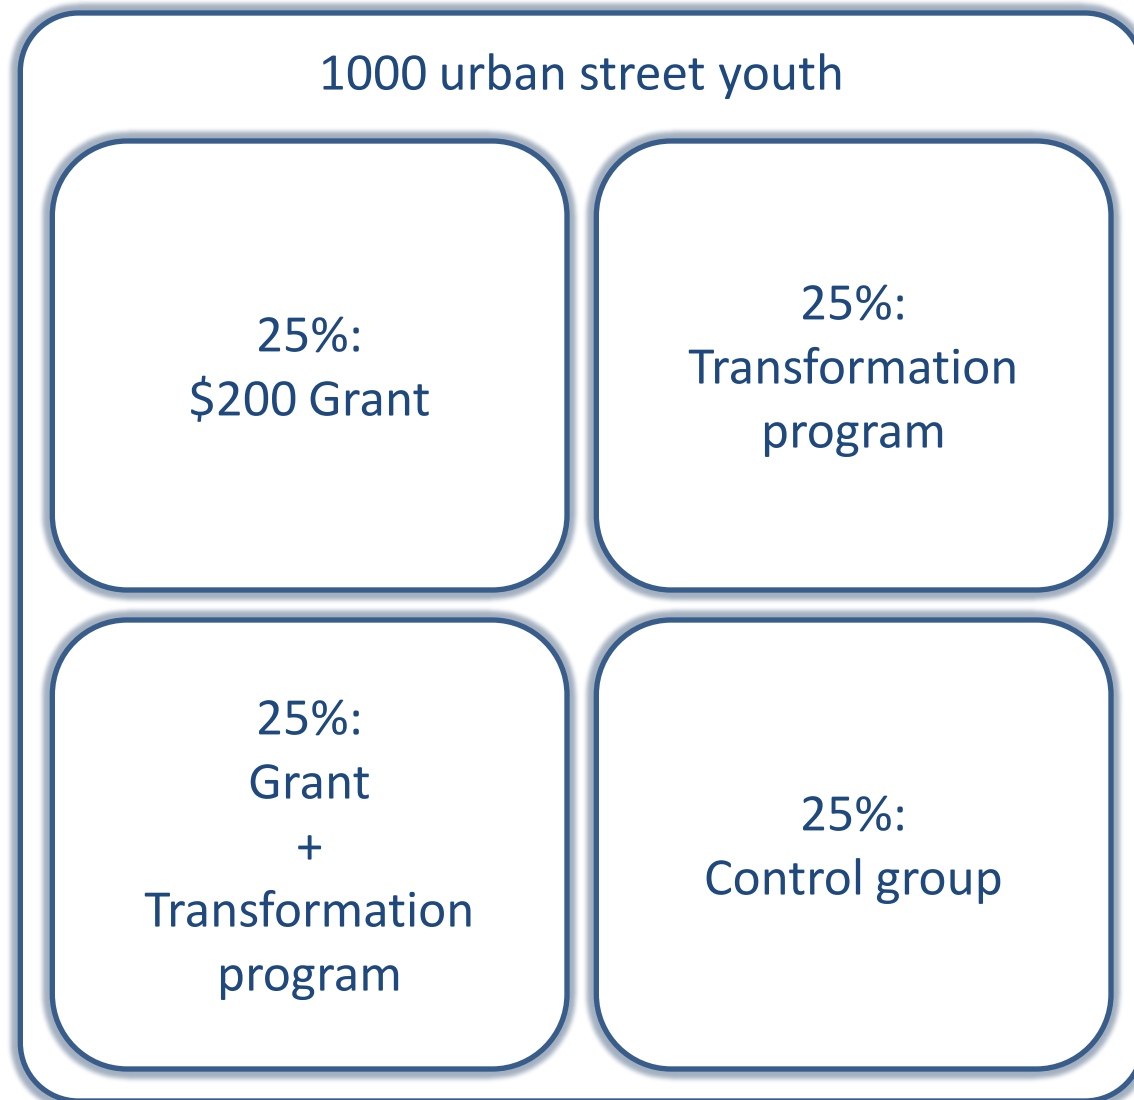 1000 urban street youth
25%:
$200 Grant
25%:
Transformation
program
25%:
Grant
+
Transformation
program
25%:
Control group